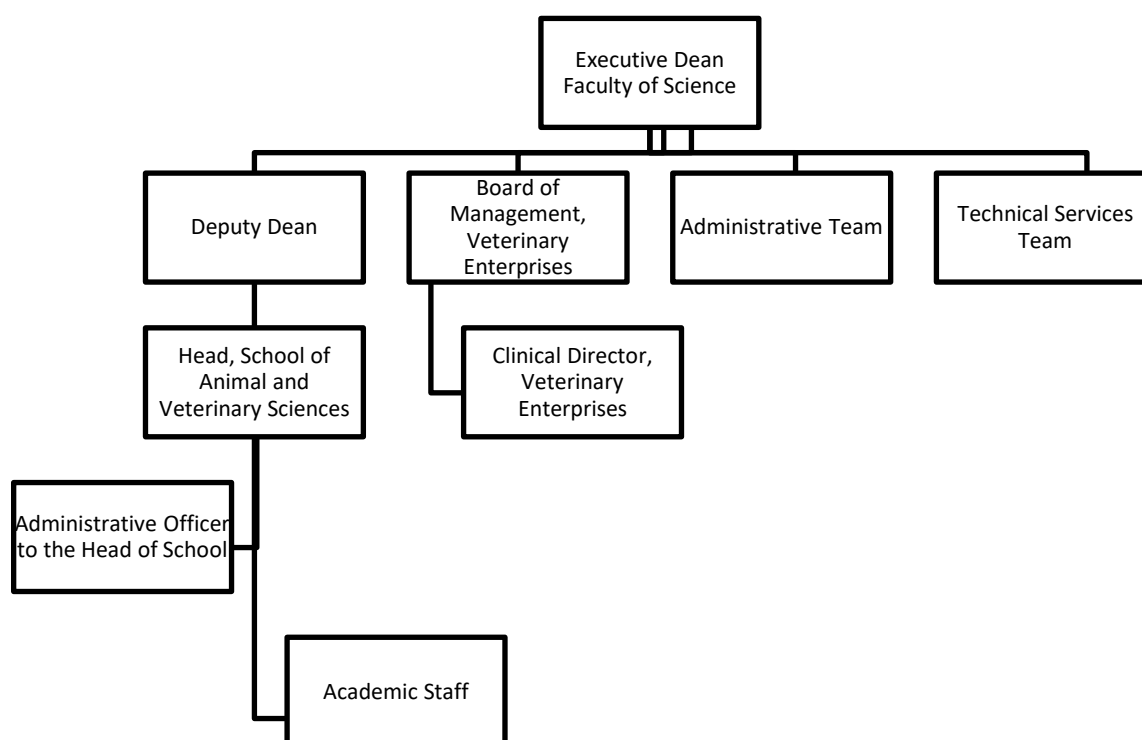 Executive Dean
Faculty of Science
Deputy Dean
Board of
Management,
Veterinary
Enterprises
Administrative Team
Technical Services
Team
Head, School of
Animal and
Veterinary Sciences
Clinical Director,
Veterinary
Enterprises
Administrative Officer
to the Head of School
Academic Staff